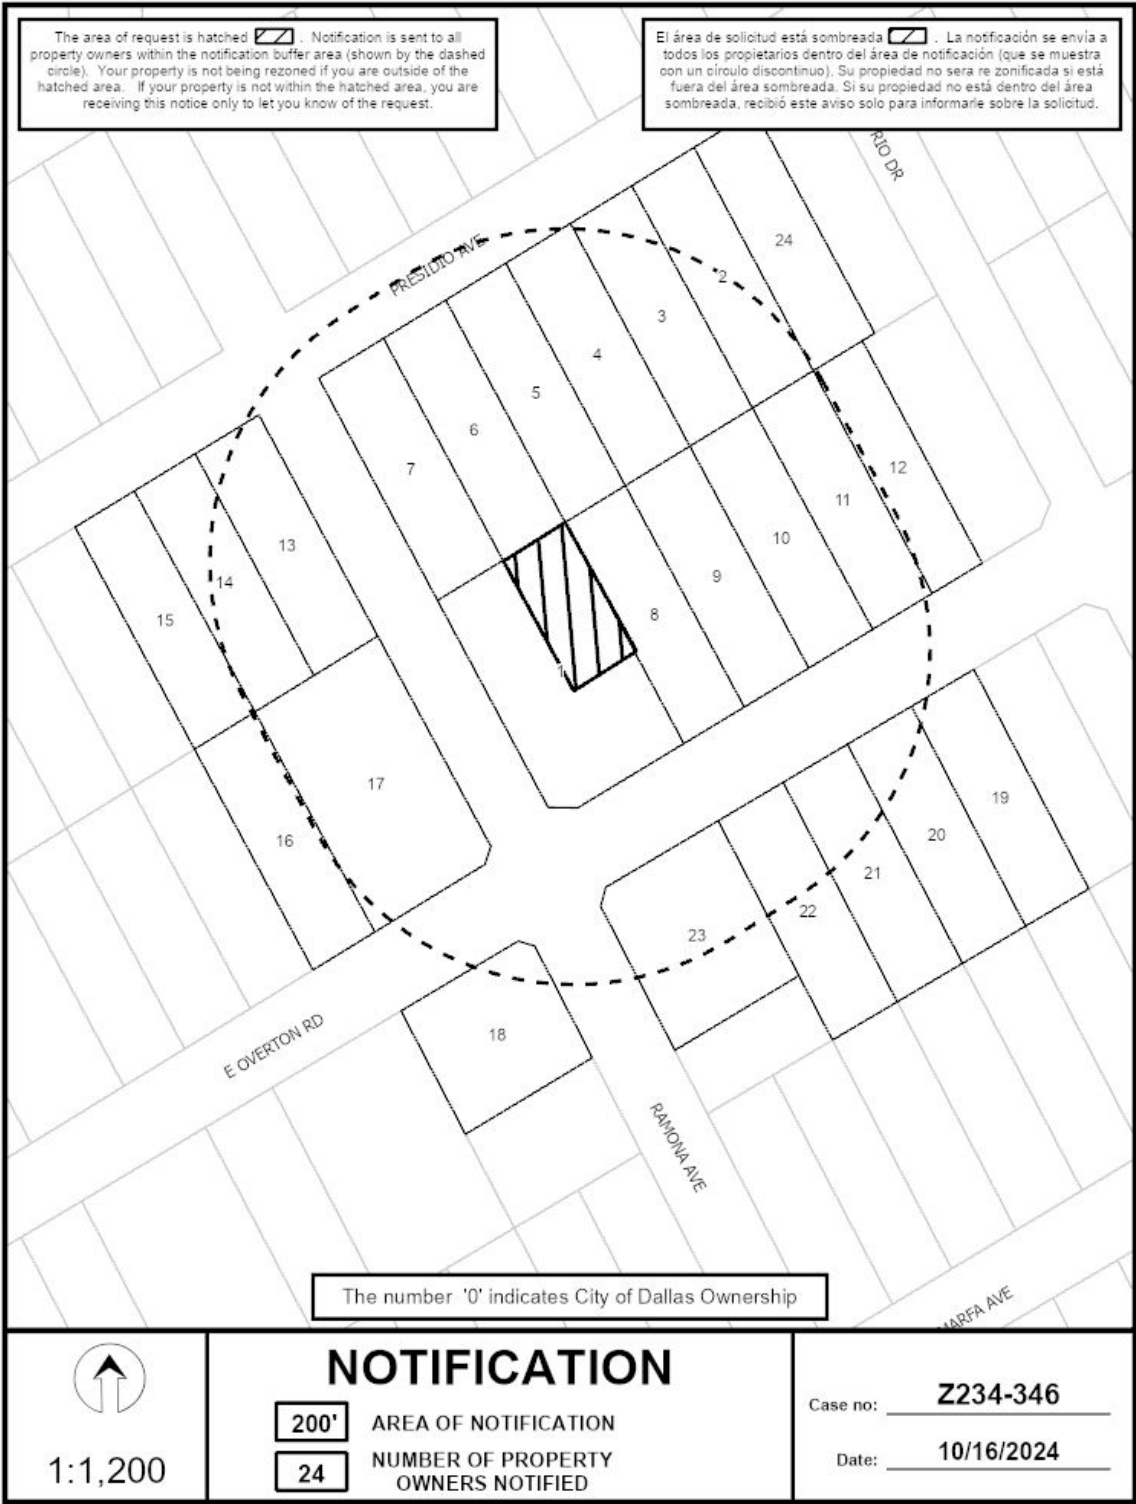 The area of request is hatched . Notification is sent to all
property owners within the notification buffer area (shown by the dashed
circle). Your property is not being rezoned if you are outside of the
hatched area. If your property is not within the hatched area, you are
receiving this notice only to let you know of the request.
El área de solicitud está sombreada . La notificación se envía a
todos los propietarios dentro del área de notificación (que se muestra
con un círculo discontinuo). Su propiedad no sera re zonificada si está
fuera del área sombreada. Si su propiedad no está dentro del área
sombreada, recibió este aviso solo para informarle sobre la solicitud.
RIO DR
PRESIDIO AVE
24
2
3
4
5
6
7
12
11
10
9
8
13
14
15
1
17
16
19
20
21
22
23
18
E OVERTON RD
RAMONA AVE
MARFA AVE
The number '0' indicates City of Dallas Ownership
1:1,200
NOTIFICATION
200' AREA OF NOTIFICATION
24 NUMBER OF PROPERTY
OWNERS NOTIFIED
Case no: Z234-346
Date: 10/16/2024